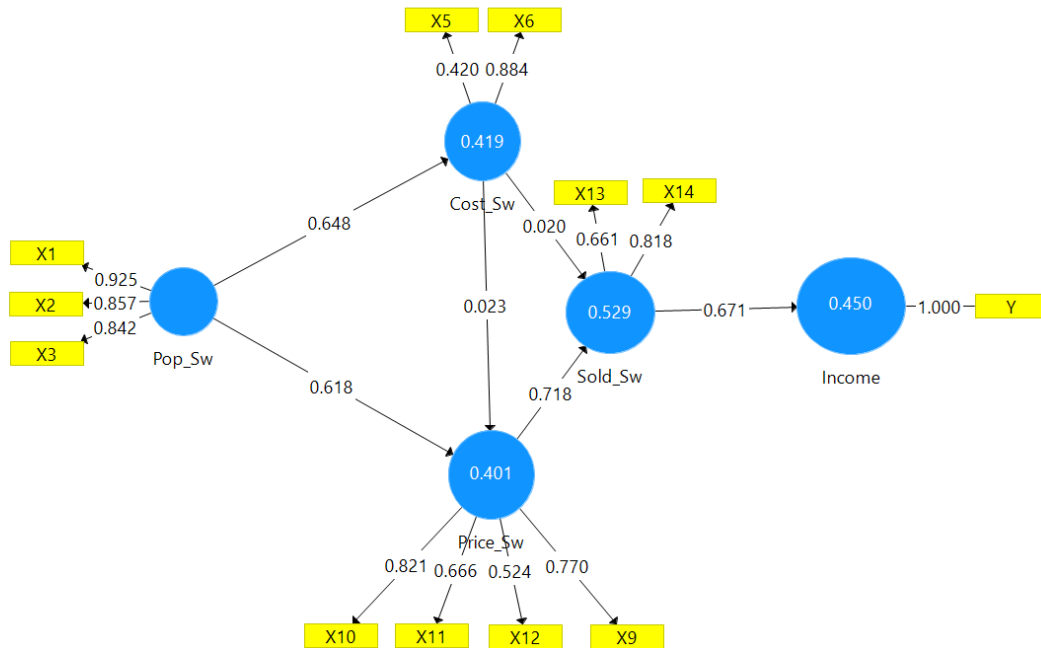 X5 X6
0.420 0.884
0.419
Cost_Sw
X13 X14
0.648 0.020 0.661 0.818
X1
0.925
X2 0.857
0.842
X3
Pop_Sw
0.023
0.529
Sold_Sw
0.671
0.450
Income
1.000
Y
0.618
0.718
0.401
Price_Sw
0.821 0.666 0.524 0.770
X10 X11 X12 X9